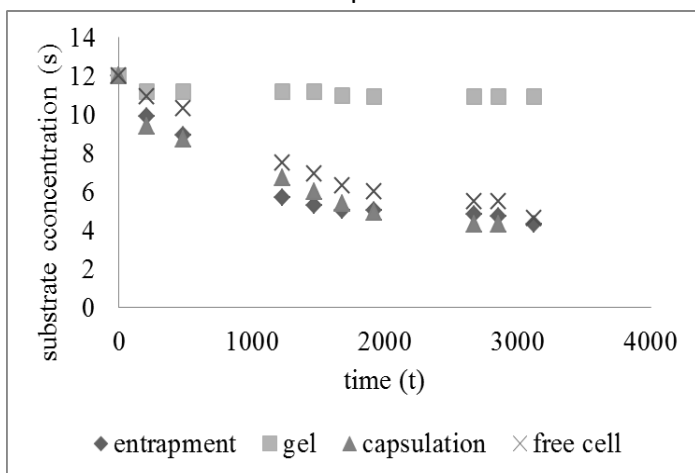 14
12
10
8
6
4
2
0
substrate cconcentration (s)
0 1000 2000 3000 4000
time (t)
entrapment gel capsulation free cell